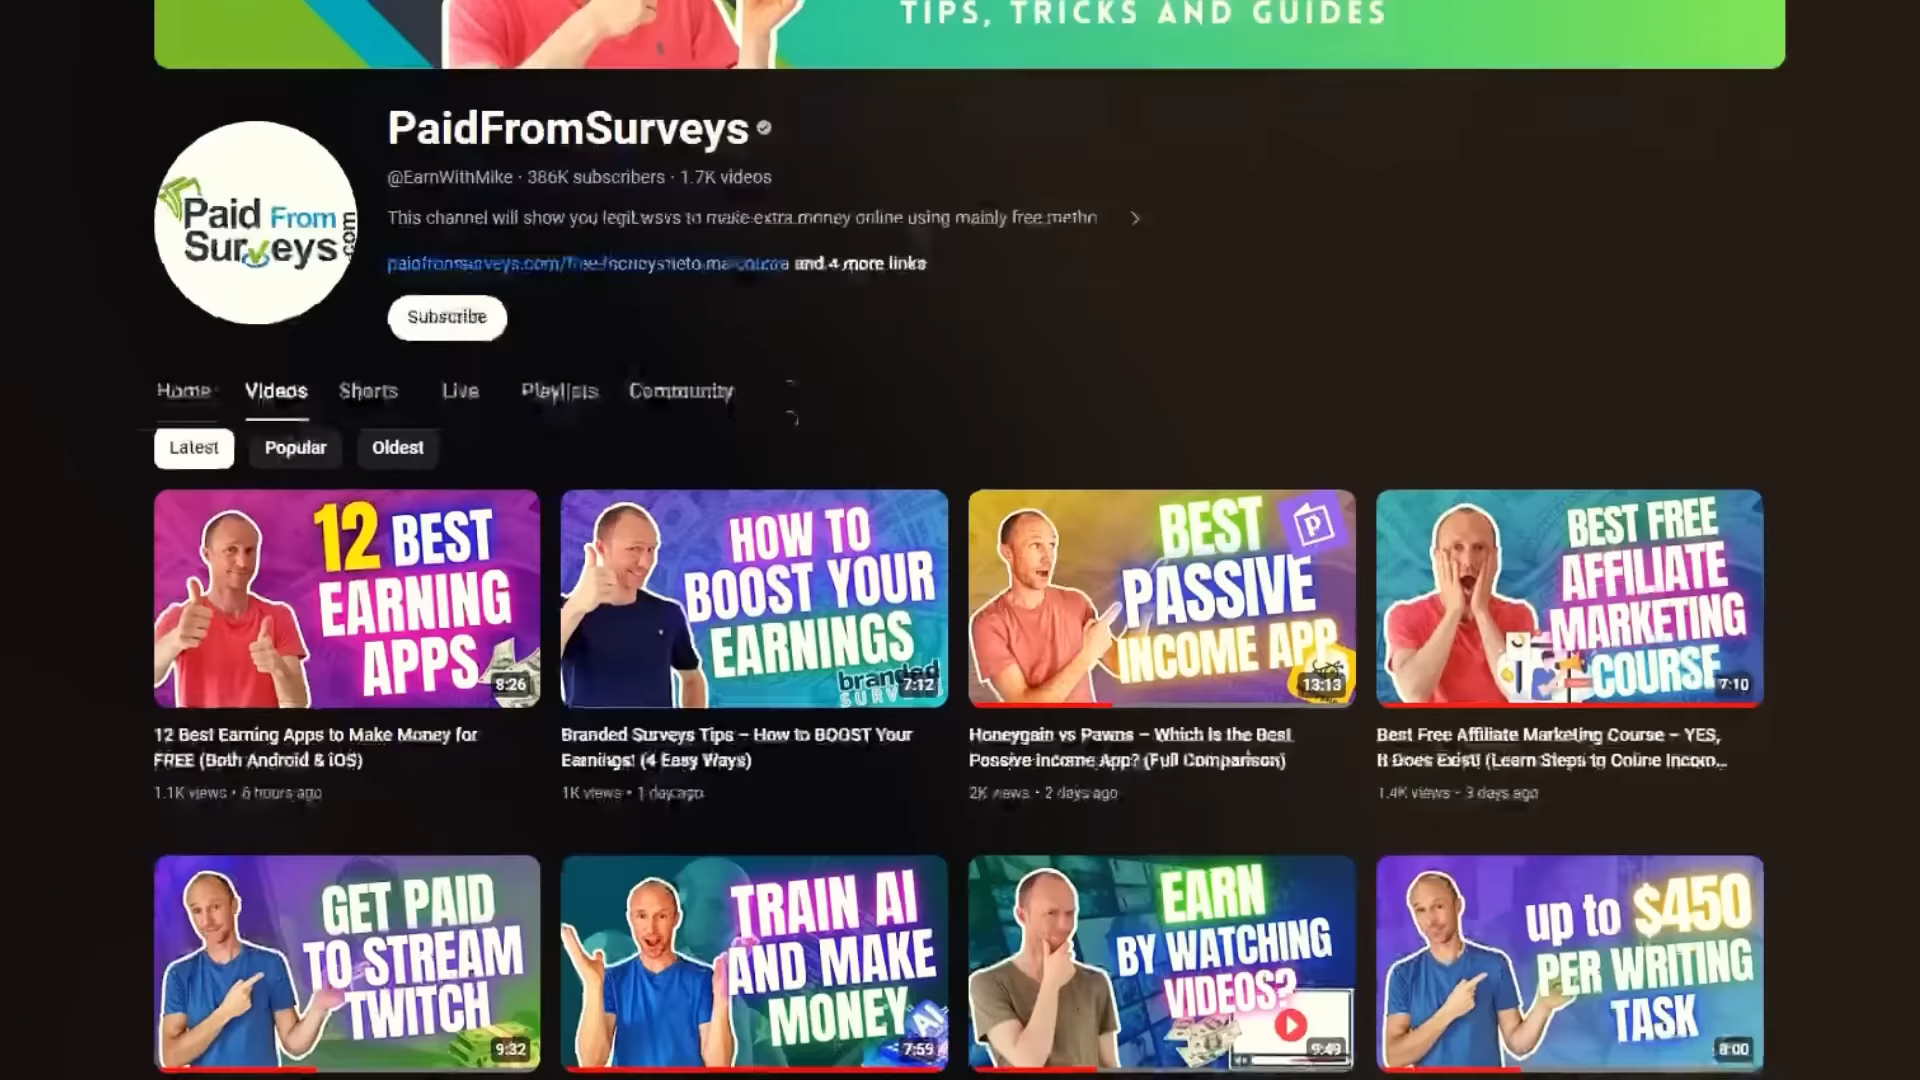 TIPS, TRICKS AND GUIDES
PaidFromSurveys
@EarnWithMike · 386K subscribers · 1.7K videos
Paid From
Surveys
.com
This channel will show you legit ways to make extra money online using mainly free metho
and 4 more links
Subscribe
Home Videos Shorts Live Playlists Community
Latest Popular Oldest
12 BEST
EARNING
APPS
8:26
HOW TO
BOOST YOUR
EARNINGS
branded
SURV
7:12
BEST
PASSIVE
INCOME APP
13:13
BEST FREE
AFFILIATE
MARKETING
COURSE
7:10
12 Best Earning Apps to Make Money for
FREE (Both Android & iOS)
1.1K views • 6 hours ago
Branded Surveys Tips – How to BOOST Your
Earnings! (4 Easy Ways)
1K views • 1 day ago
Honeygain vs Pawns – Which Is the Best
Passive Income App? (Full Comparison)
2K views • 2 days ago
Best Free Affiliate Marketing Course – YES,
It Does Exist! (Learn Steps to Online Incom...
1.4K views • 3 days ago
GET PAID
TO STREAM
TWITCH
9:32
TRAIN AI
AND MAKE
MONEY
AI
7:59
EARN
BY WATCHING
VIDEOS?
9:49
up to $450
PER WRITING
TASK
8:00